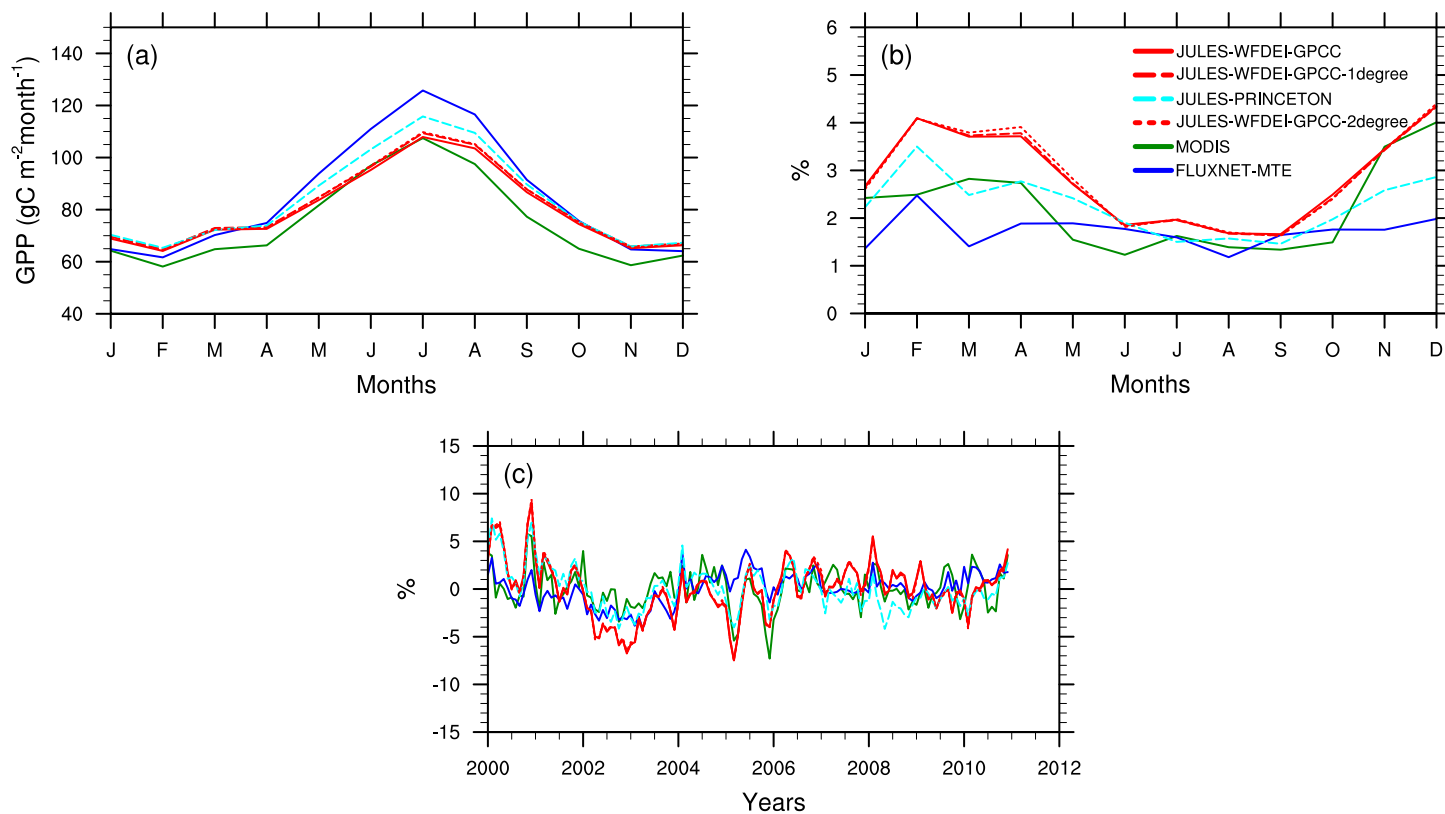 (a)
GPP (gC m⁻²month⁻¹)
140
120
100
80
60
40
J F M A M J J A S O N D
Months
(b)
%
6
5
4
3
2
1
0
J F M A M J J A S O N D
Months
JULES-WFDEI-GPCC
JULES-WFDEI-GPCC-1degree
JULES-PRINCETON
JULES-WFDEI-GPCC-2degree
MODIS
FLUXNET-MTE
(c)
%
15
10
5
0
-5
-10
-15
2000 2002 2004 2006 2008 2010 2012
Years